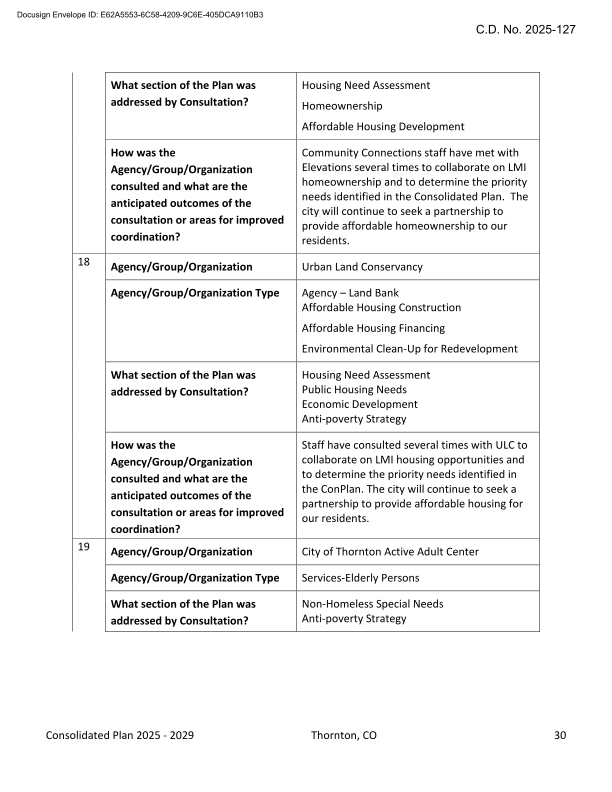 Docusign Envelope ID: E62A5553-6C58-4209-9C6E-405DCA9110B3
C.D. No. 2025-127
What section of the Plan was
addressed by Consultation?
Housing Need Assessment
Homeownership
Affordable Housing Development
How was the
Agency/Group/Organization
consulted and what are the
anticipated outcomes of the
consultation or areas for improved
coordination?
Community Connections staff have met with
Elevations several times to collaborate on LMI
homeownership and to determine the priority
needs identified in the Consolidated Plan.  The
city will continue to seek a partnership to
provide affordable homeownership to our
residents.
18
Agency/Group/Organization
Urban Land Conservancy
Agency/Group/Organization Type
Agency – Land Bank
Affordable Housing Construction
Affordable Housing Financing
Environmental Clean-Up for Redevelopment
What section of the Plan was
addressed by Consultation?
Housing Need Assessment
Public Housing Needs
Economic Development
Anti-poverty Strategy
How was the
Agency/Group/Organization
consulted and what are the
anticipated outcomes of the
consultation or areas for improved
coordination?
Staff have consulted several times with ULC to
collaborate on LMI housing opportunities and
to determine the priority needs identified in
the ConPlan. The city will continue to seek a
partnership to provide affordable housing for
our residents.
19
Agency/Group/Organization
City of Thornton Active Adult Center
Agency/Group/Organization Type
Services-Elderly Persons
What section of the Plan was
addressed by Consultation?
Non-Homeless Special Needs
Anti-poverty Strategy
Consolidated Plan 2025 - 2029
Thornton, CO
30